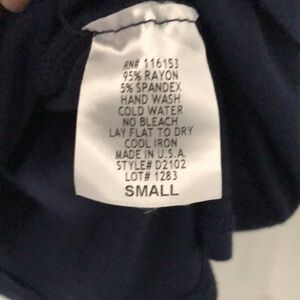 RN# 116153
95% RAYON
5% SPANDEX
HAND WASH
COLD WATER
NO BLEACH
LAY FLAT TO DRY
COOL IRON
MADE IN U.S.A.
STYLE# D2102
LOT# 1283
SMALL